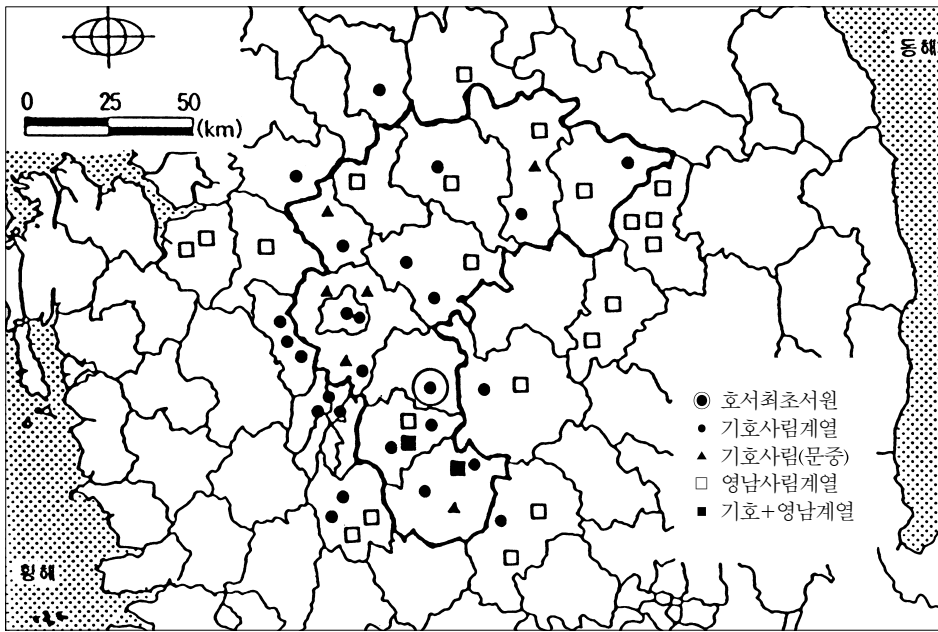 동해
0 25 50
(km)
호서최초서원
기호사림계열
기호사림(문중)
영남사림계열
기호+영남계열
황해